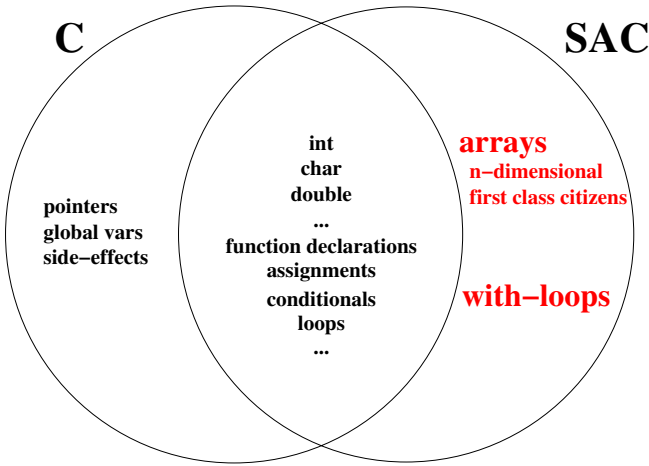 C
SAC
pointers
global vars
side−effects
int
char
double
...
function declarations
assignments
conditionals
loops
...
arrays
n−dimensional
first class citizens
with−loops